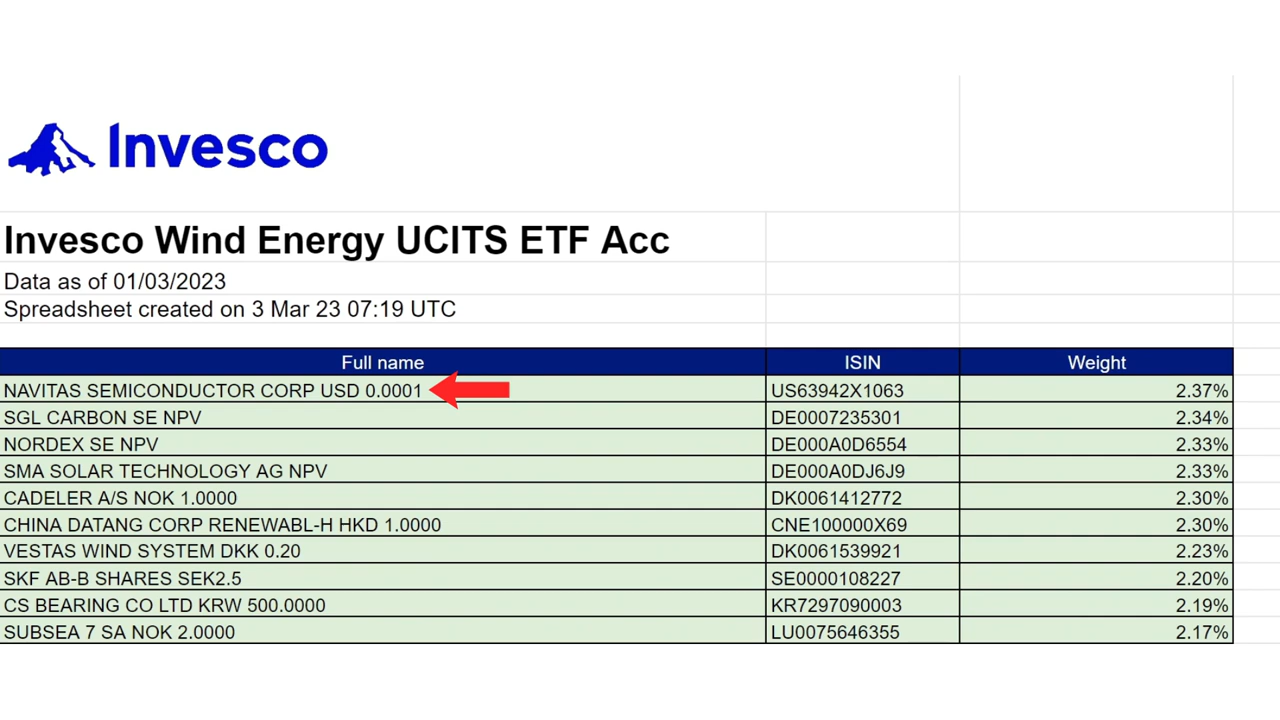 Invesco
Invesco Wind Energy UCITS ETF Acc
Data as of 01/03/2023
Spreadsheet created on 3 Mar 23 07:19 UTC
Full name ISIN Weight
NAVITAS SEMICONDUCTOR CORP USD 0.0001 US63942X1063 2.37%
SGL CARBON SE NPV DE0007235301 2.34%
NORDEX SE NPV DE000A0D6554 2.33%
SMA SOLAR TECHNOLOGY AG NPV DE000A0DJ6J9 2.33%
CADELER A/S NOK 1.0000 DK0061412772 2.30%
CHINA DATANG CORP RENEWABL-H HKD 1.0000 CNE100000X69 2.30%
VESTAS WIND SYSTEM DKK 0.20 DK0061539921 2.23%
SKF AB-B SHARES SEK2.5 SE0000108227 2.20%
CS BEARING CO LTD KRW 500.0000 KR7297090003 2.19%
SUBSEA 7 SA NOK 2.0000 LU0075646355 2.17%